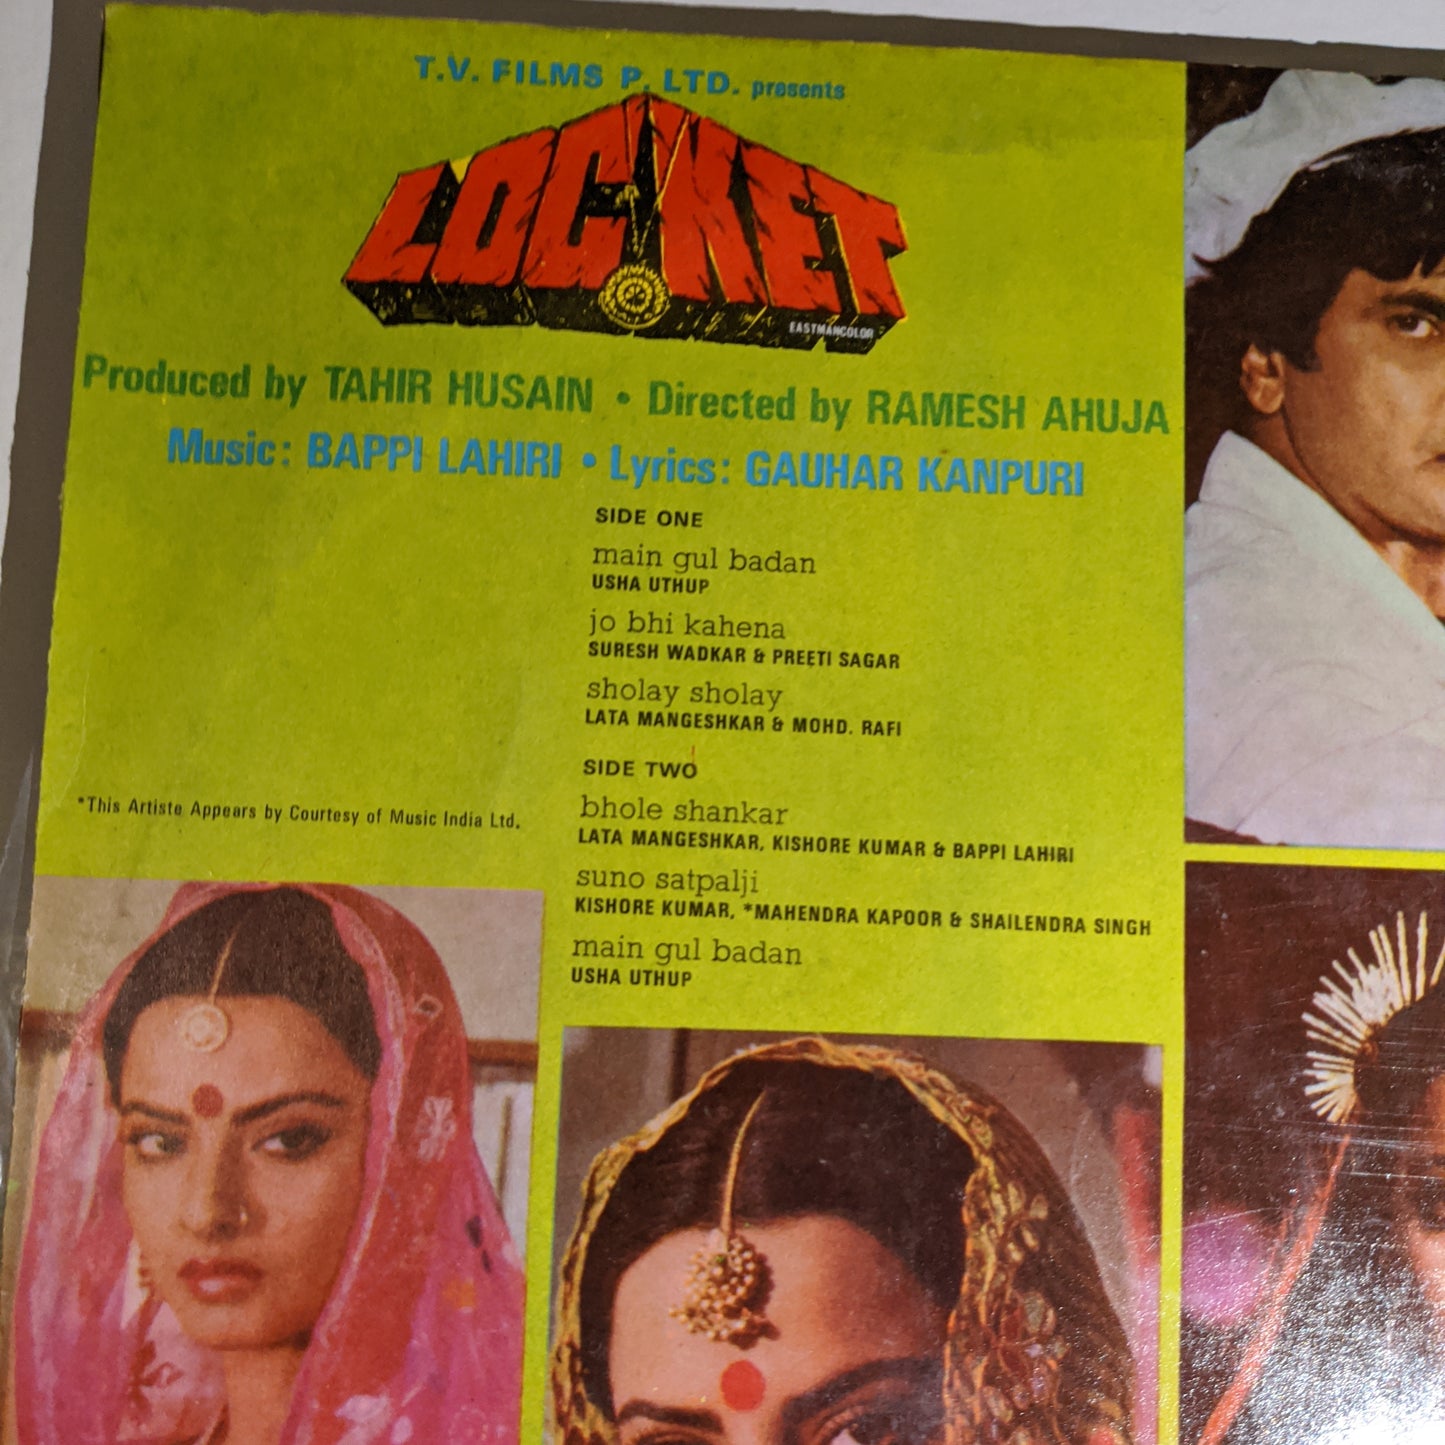 T.V. FILMS P. LTD. presents
LOCKET
EASTMANCOLOR
Produced by TAHIR HUSAIN • Directed by RAMESH AHUJA
Music: BAPPI LAHIRI • Lyrics: GAUHAR KANPURI
SIDE ONE
main gul badan
USHA UTHUP
jo bhi kahena
SURESH WADKAR & PREETI SAGAR
sholay sholay
LATA MANGESHKAR & MOHD. RAFI
SIDE TWO
bhole shankar
LATA MANGESHKAR, KISHORE KUMAR & BAPPI LAHIRI
suno satpalji
KISHORE KUMAR, *MAHENDRA KAPOOR & SHAILENDRA SINGH
main gul badan
USHA UTHUP
*This Artiste Appears by Courtesy of Music India Ltd.